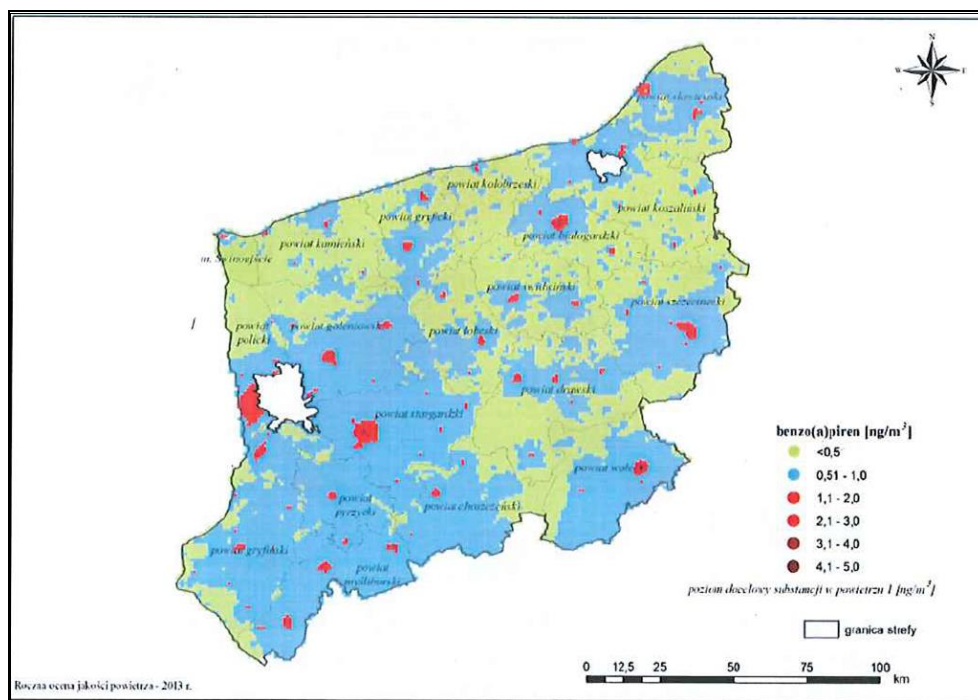 N
W E
S
powiat sławieński
powiat kołobrzeski
powiat koszaliński
powiat gryficki
powiat białogardzki
powiat kamieński
m. Świnoujście
powiat świdwiński
powiat szczecinecki
powiat goleniowski
powiat
policki
powiat łobeski
powiat drawski
powiat stargardzki
powiat wałecki
powiat choszczeński
powiat
pyrzycki
powiat gryfiński
powiat
myśliborski
benzo(a)piren [ng/m³]
<0,5
0,51 - 1,0
1,1 - 2,0
2,1 - 3,0
3,1 - 4,0
4,1 - 5,0
poziom docelowy substancji w powietrzu 1 [ng/m³]
granica strefy
0 12,5 25 50 75 100
km
Roczna ocena jakości powietrza - 2013 r.